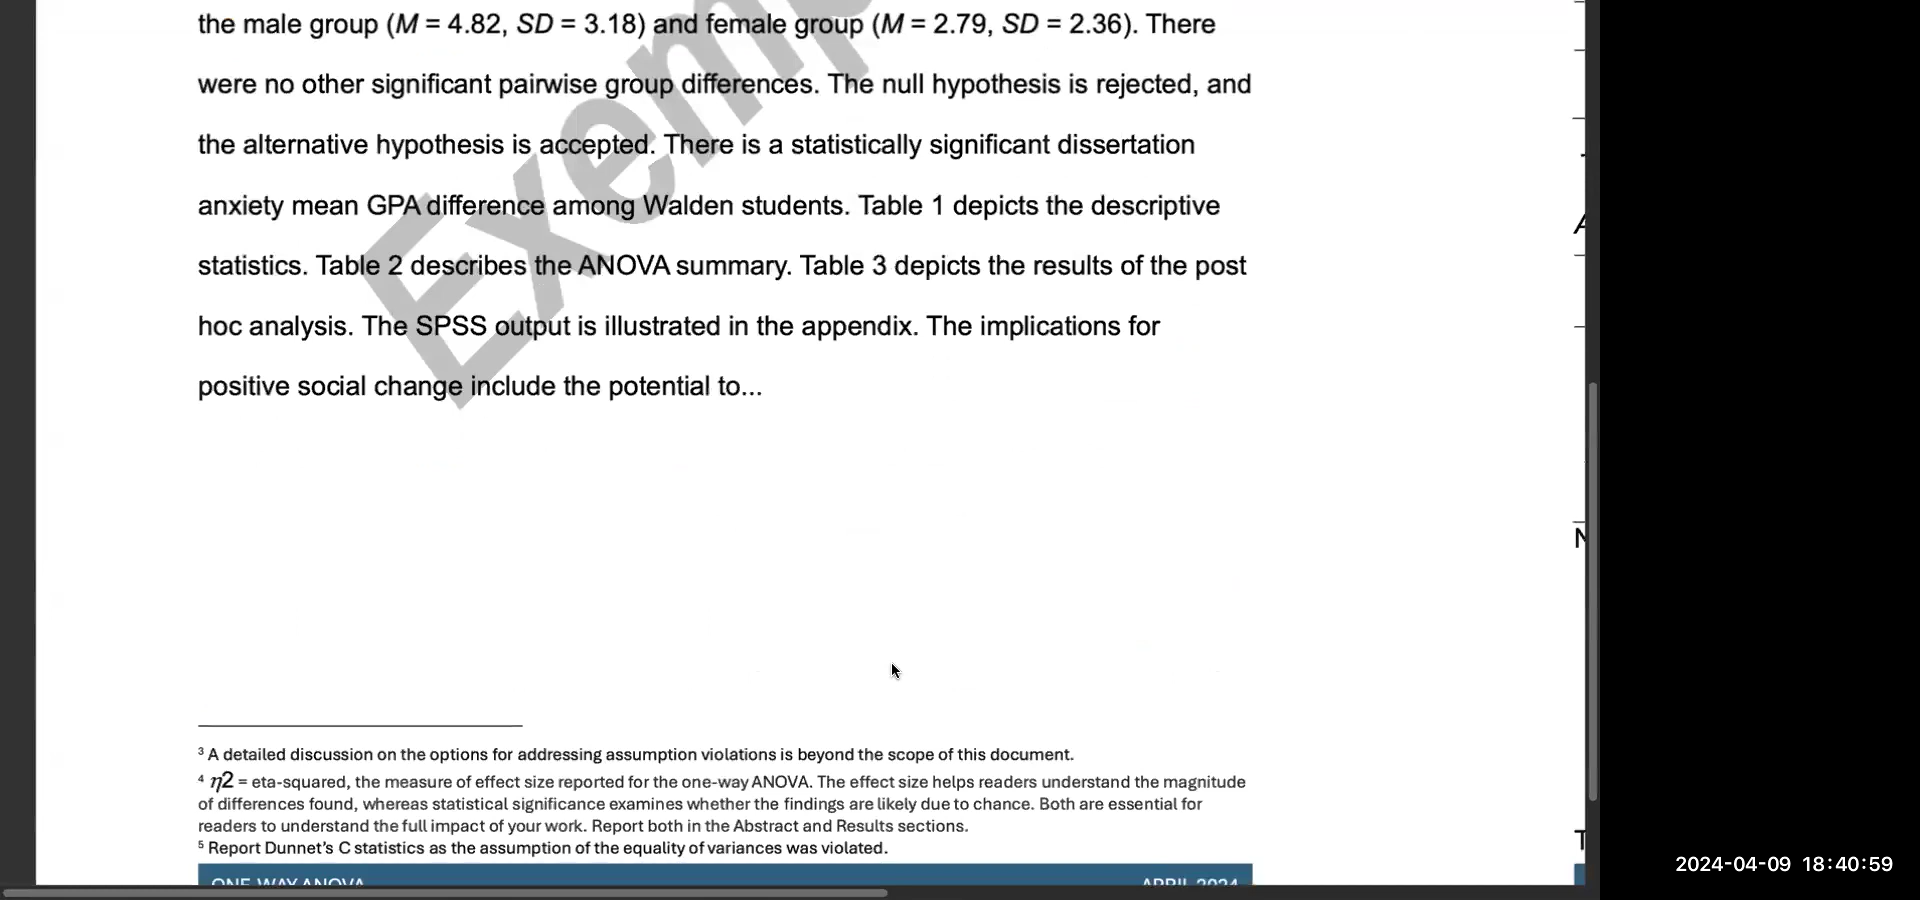 the male group (M = 4.82, SD = 3.18) and female group (M = 2.79, SD = 2.36). There
were no other significant pairwise group differences. The null hypothesis is rejected, and
the alternative hypothesis is accepted. There is a statistically significant dissertation
anxiety mean GPA difference among Walden students. Table 1 depicts the descriptive
statistics. Table 2 describes the ANOVA summary. Table 3 depicts the results of the post
hoc analysis. The SPSS output is illustrated in the appendix. The implications for
positive social change include the potential to...
Exemp
³ A detailed discussion on the options for addressing assumption violations is beyond the scope of this document.
⁴ η2 = eta-squared, the measure of effect size reported for the one-way ANOVA. The effect size helps readers understand the magnitude
of differences found, whereas statistical significance examines whether the findings are likely due to chance. Both are essential for
readers to understand the full impact of your work. Report both in the Abstract and Results sections.
⁵ Report Dunnet's C statistics as the assumption of the equality of variances was violated.
ONE-WAY ANOVA APRIL 2024
2024-04-09 18:40:59